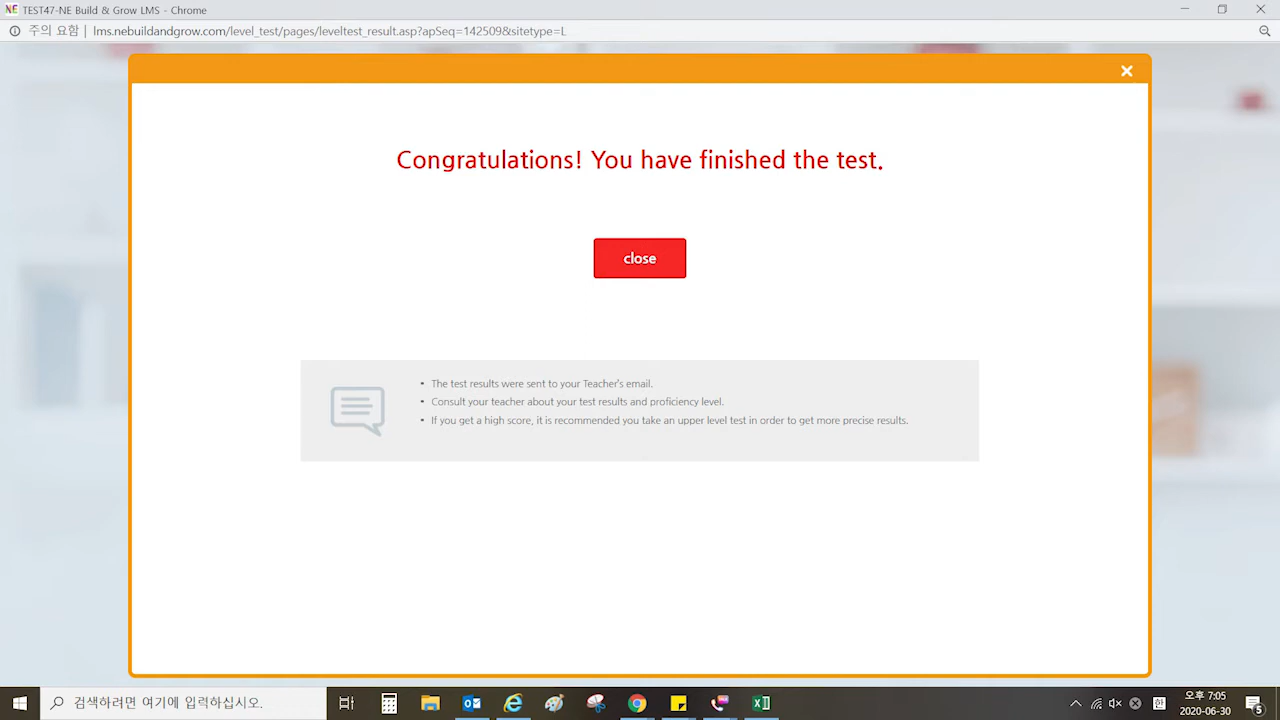 NE TEST47-NE Build & Grow LMS - Chrome
주의 요함 | lms.nebuildandgrow.com/level_test/pages/leveltest_result.asp?apSeq=142509&sitetype=L
Congratulations! You have finished the test.
close
• The test results were sent to your Teacher's email.
• Consult your teacher about your test results and proficiency level.
• If you get a high score, it is recommended you take an upper level test in order to get more precise results.
검색하려면 여기에 입력하십시오.
한
오후 7:05
2020-06-30
5